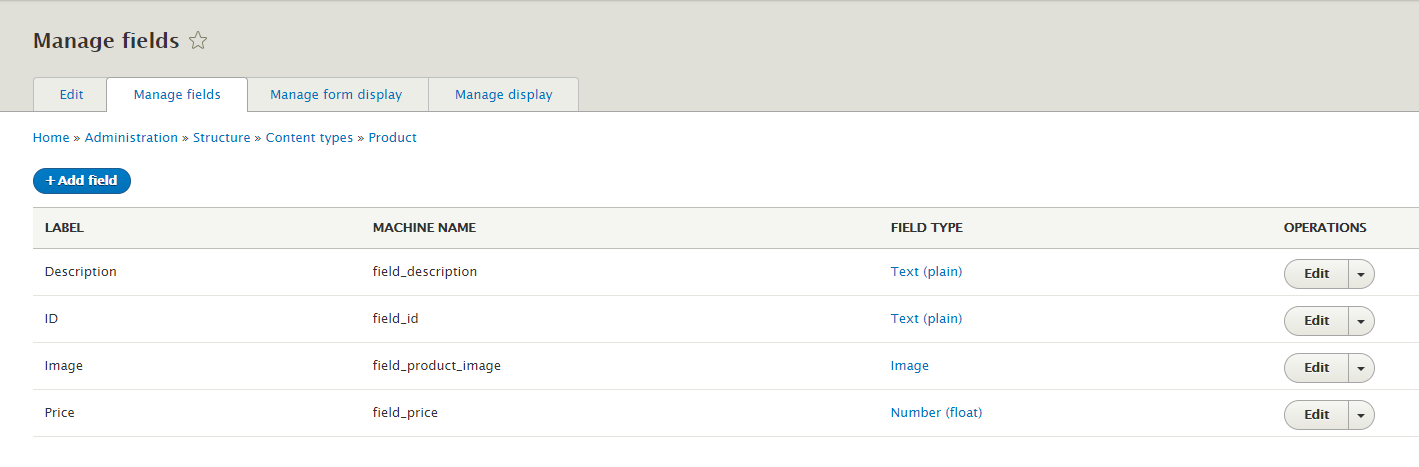 Manage fields
Edit Manage fields Manage form display Manage display
Home » Administration » Structure » Content types » Product
+ Add field
LABEL MACHINE NAME FIELD TYPE OPERATIONS
Description field_description Text (plain) Edit
ID field_id Text (plain) Edit
Image field_product_image Image Edit
Price field_price Number (float) Edit